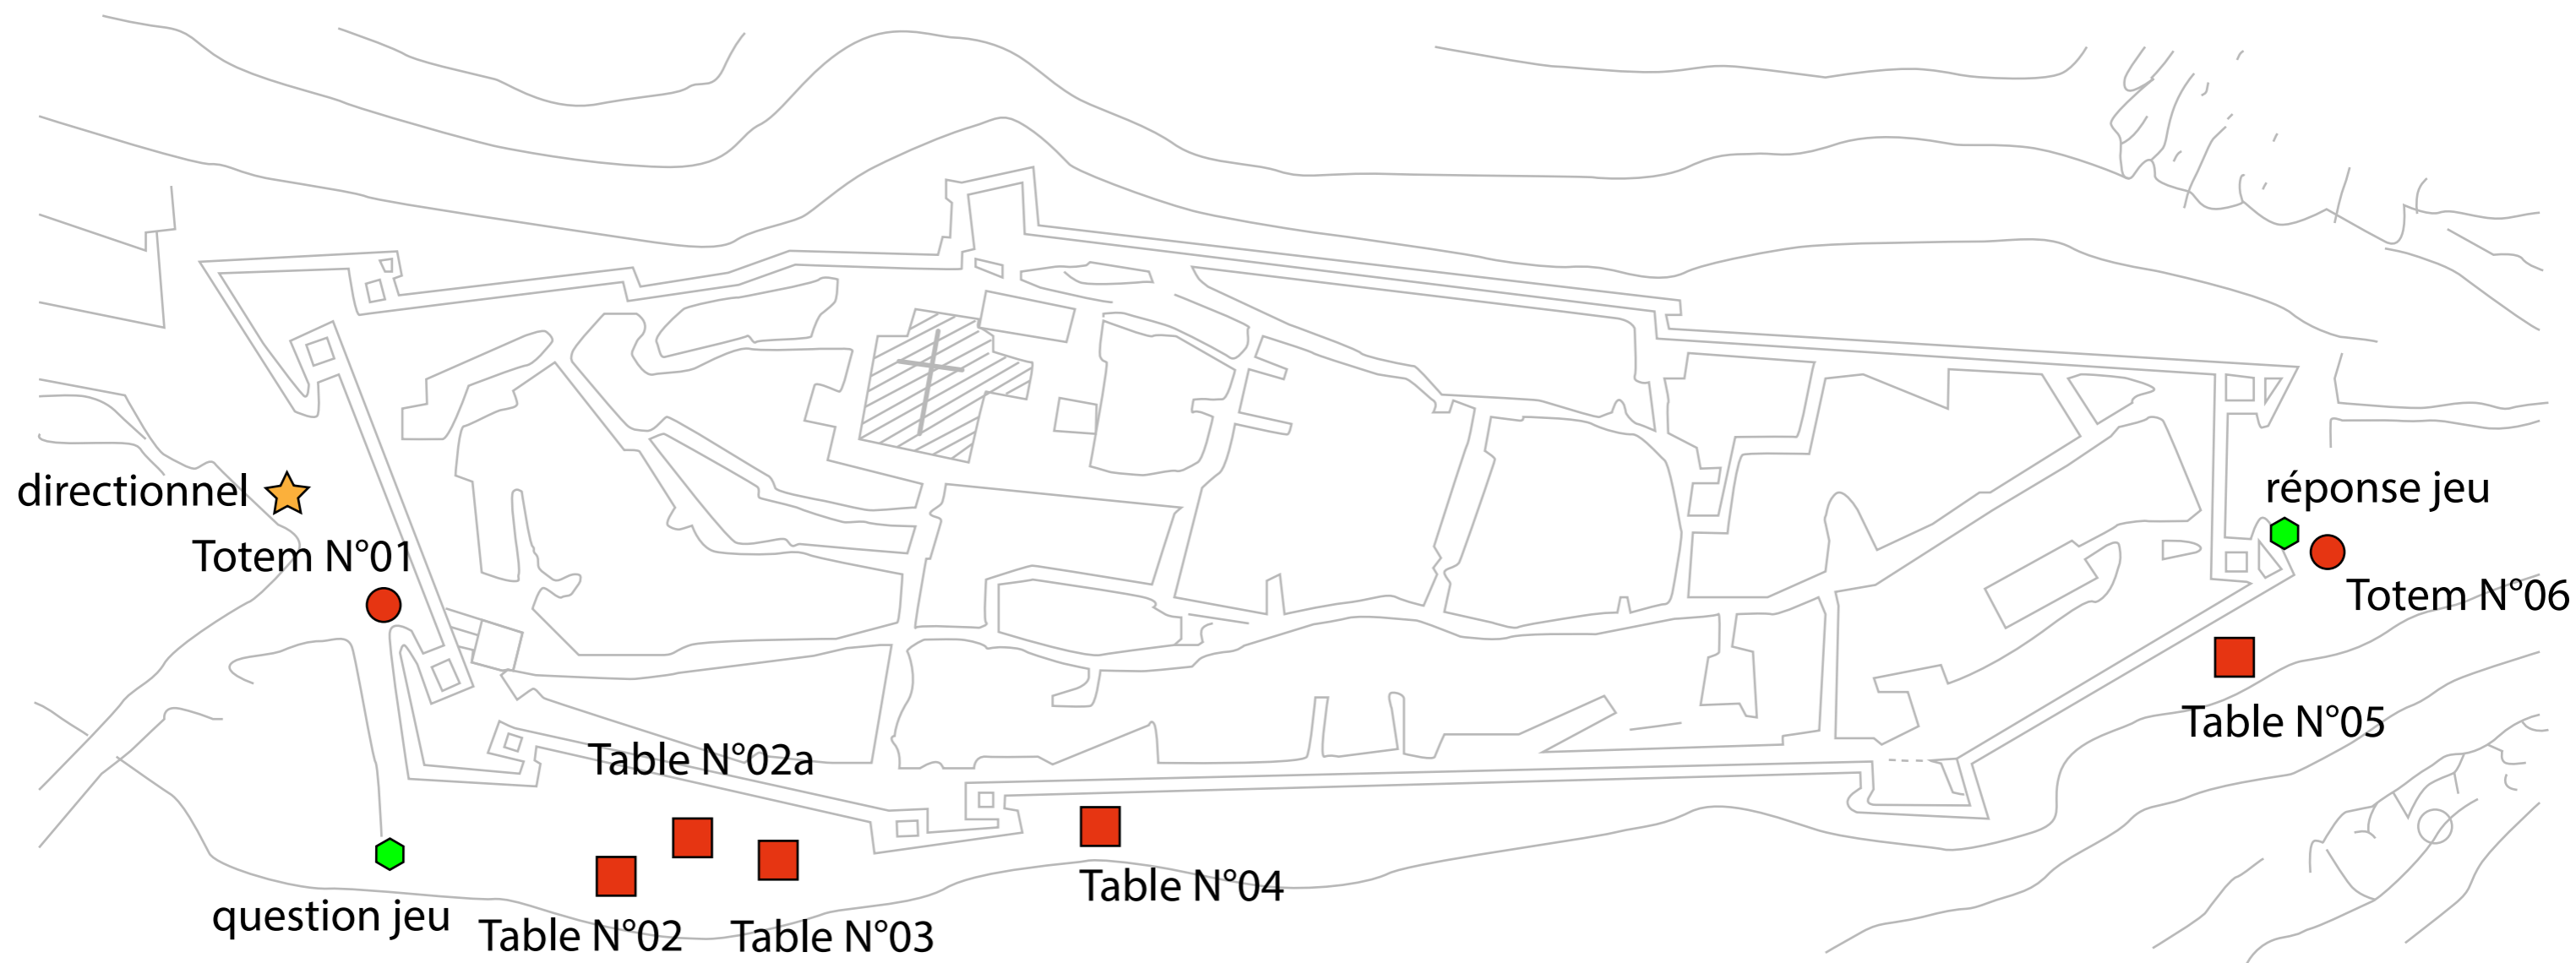 directionnel
réponse jeu
Totem N°01
Totem N°06
Table N°05
Table N°02a
Table N°04
question jeu
Table N°02
Table N°03